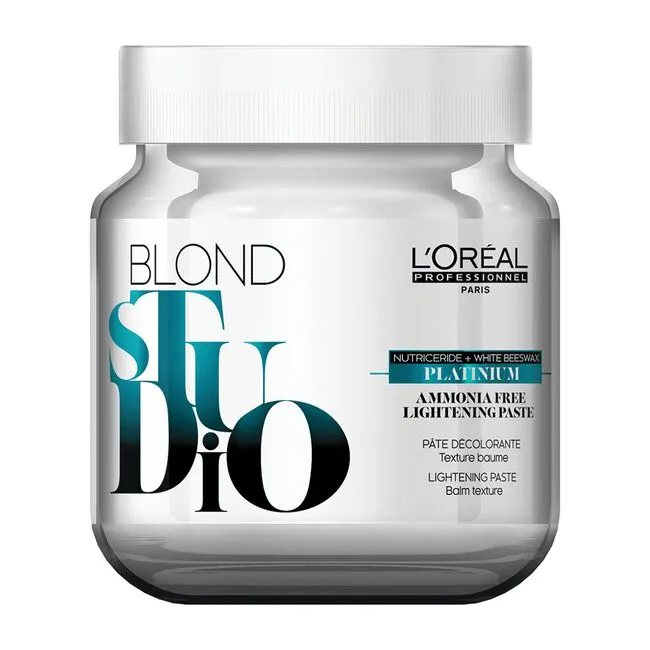 BLOND
STUDiO
L'ORÉAL
PROFESSIONNEL
PARIS
NUTRICERIDE + WHITE BEESWAX
PLATINIUM
AMMONIA FREE
LIGHTENING PASTE
PÂTE DÉCOLORANTE
Texture baume
LIGHTENING PASTE
Balm texture